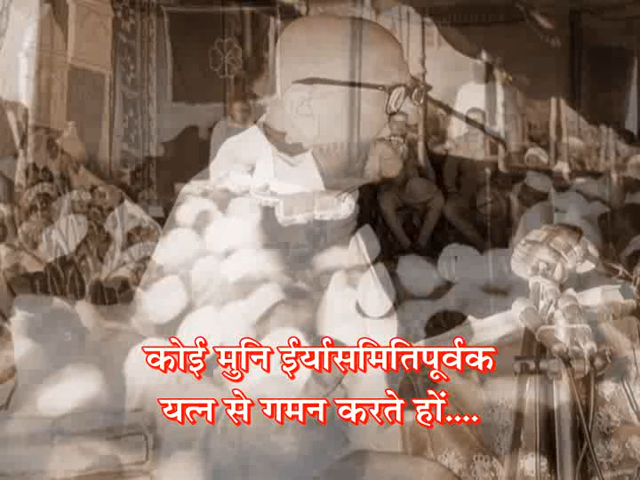 कोई मुनि ईर्यासमितिपूर्वक
यत्न से गमन करते हों....